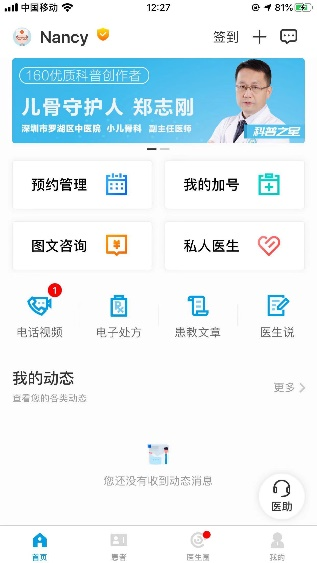 中国移动
12:27
81%
Nancy
签到
160优质科普创作者
儿骨守护人 郑志刚
深圳市罗湖区中医院 小儿骨科 副主任医师
科普之星
预约管理
我的加号
图文咨询
私人医生
1
电话视频
电子处方
患教文章
医生说
我的动态
更多
查看您的各类动态
您还没有收到动态消息
医助
首页
患者
医生圈
我的